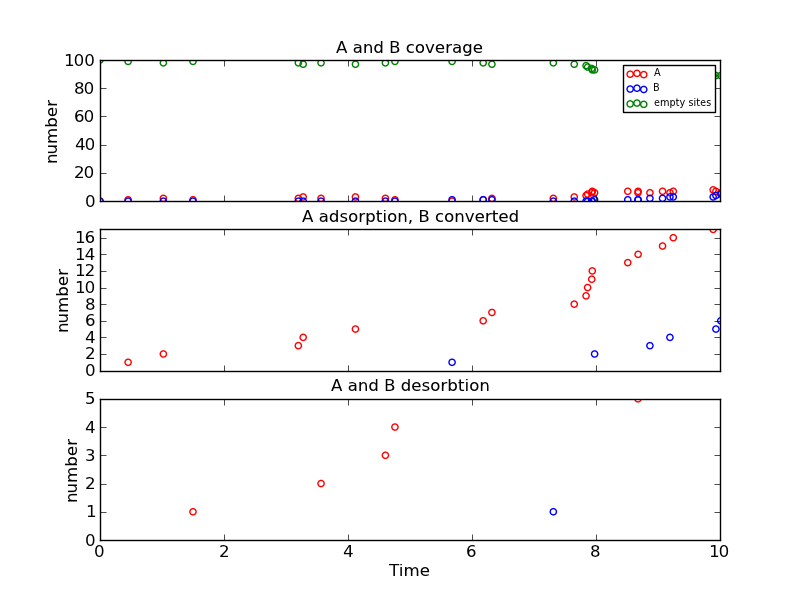 A and B coverage
100
80
60
40
20
0
number
A
B
empty sites
A adsorption, B converted
16
14
12
10
8
6
4
2
0
number
A and B desorbtion
5
4
3
2
1
0
number
0 2 4 6 8 10
Time